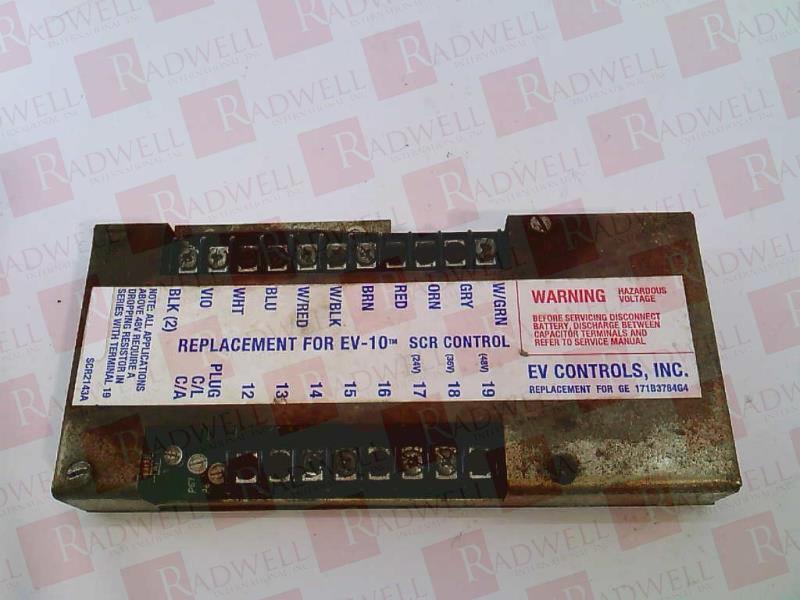 BLK (2)
VIO
WHT
BLU
W/RED
W/BLK
BRN
RED
ORN
GRY
W/GRN
WARNING HAZARDOUS
VOLTAGE
BEFORE SERVICING DISCONNECT
BATTERY, DISCHARGE BETWEEN
CAPACITOR TERMINALS AND
REFER TO SERVICE MANUAL
NOTE: ALL APPLICATIONS
ABOVE 48V REQUIRE A
DROPPING RESISTOR IN
SERIES WITH TERMINAL 19
SCR2143A
REPLACEMENT FOR EV-10™ SCR CONTROL
C/A
PLUG
C/L
12
13
14
15
16
17 (24V)
18 (36V)
19 (48V)
EV CONTROLS, INC.
REPLACEMENT FOR GE 171B3784G4
RADWELL
INTERNATIONAL, INC.